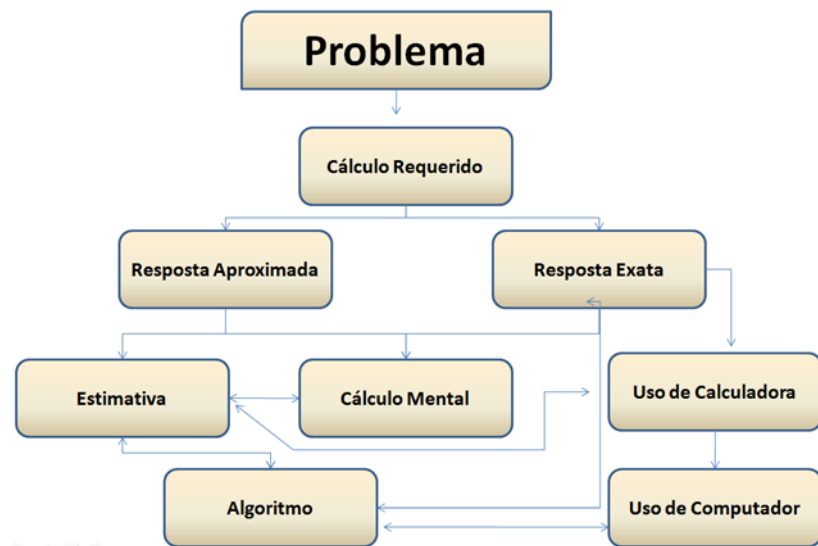 Problema
Cálculo Requerido
Resposta Aproximada
Resposta Exata
Estimativa
Cálculo Mental
Uso de Calculadora
Algoritmo
Uso de Computador